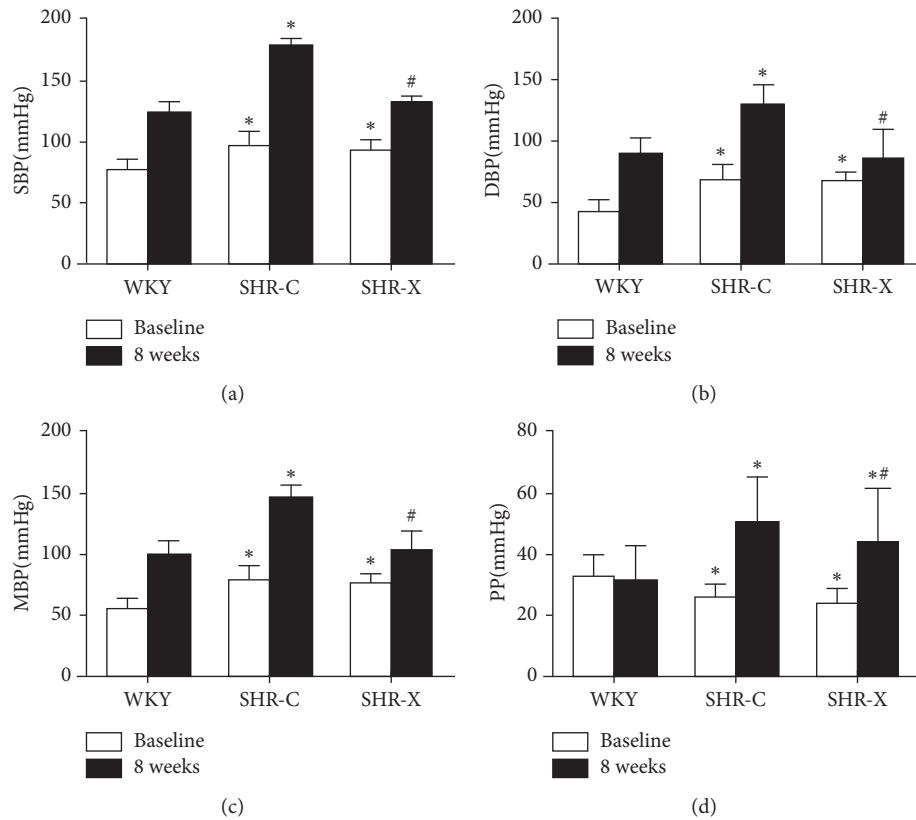 200
150
100
50
0
SBP(mmHg)
*
*
*
#
WKY
SHR-C
SHR-X
Baseline
8 weeks
(a)
200
150
100
50
0
DBP(mmHg)
*
*
*
#
WKY
SHR-C
SHR-X
Baseline
8 weeks
(b)
200
150
100
50
0
MBP(mmHg)
*
*
*
#
WKY
SHR-C
SHR-X
Baseline
8 weeks
(c)
80
60
40
20
0
PP(mmHg)
*
*
*
*#
WKY
SHR-C
SHR-X
Baseline
8 weeks
(d)